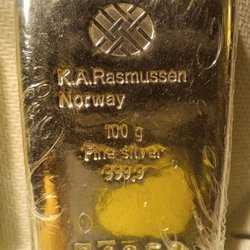 K.A.Rasmussen
Norway
100 g
Fine silver
999,9